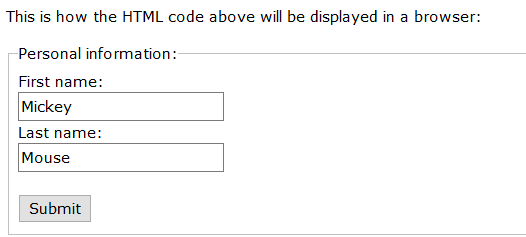 This is how the HTML code above will be displayed in a browser:
Personal information:
First name:
Mickey
Last name:
Mouse
Submit